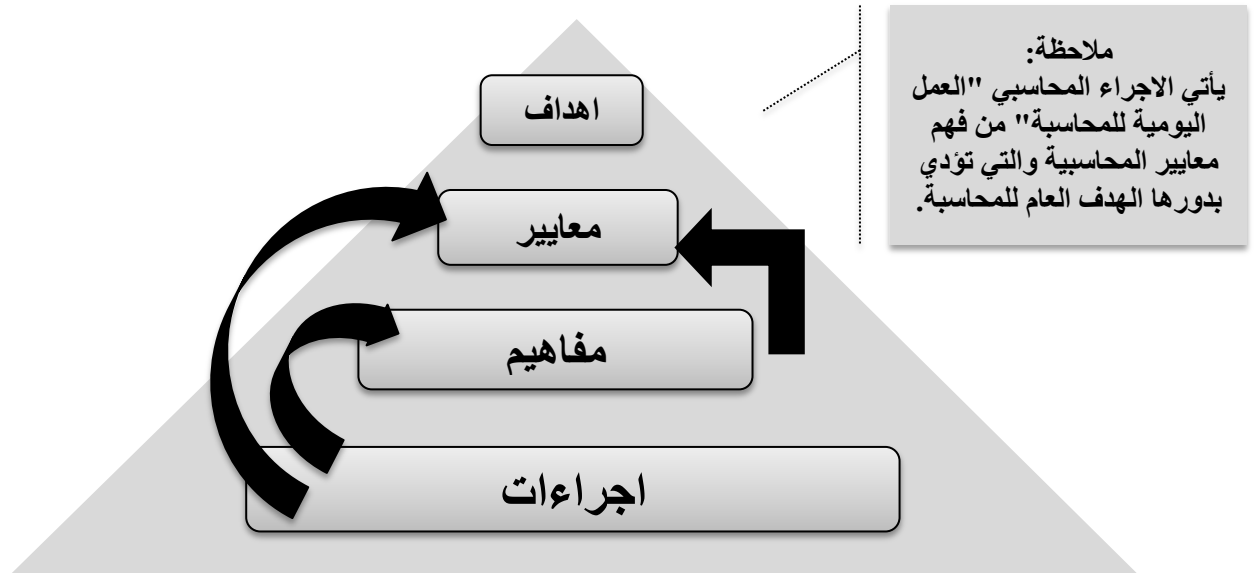 ملاحظة:
يأتي الاجراء المحاسبي "العمل
اليومية للمحاسبة" من فهم
معايير المحاسبية والتي تؤدي
بدورها الهدف العام للمحاسبة.
اهداف
معايير
مفاهيم
اجراءات